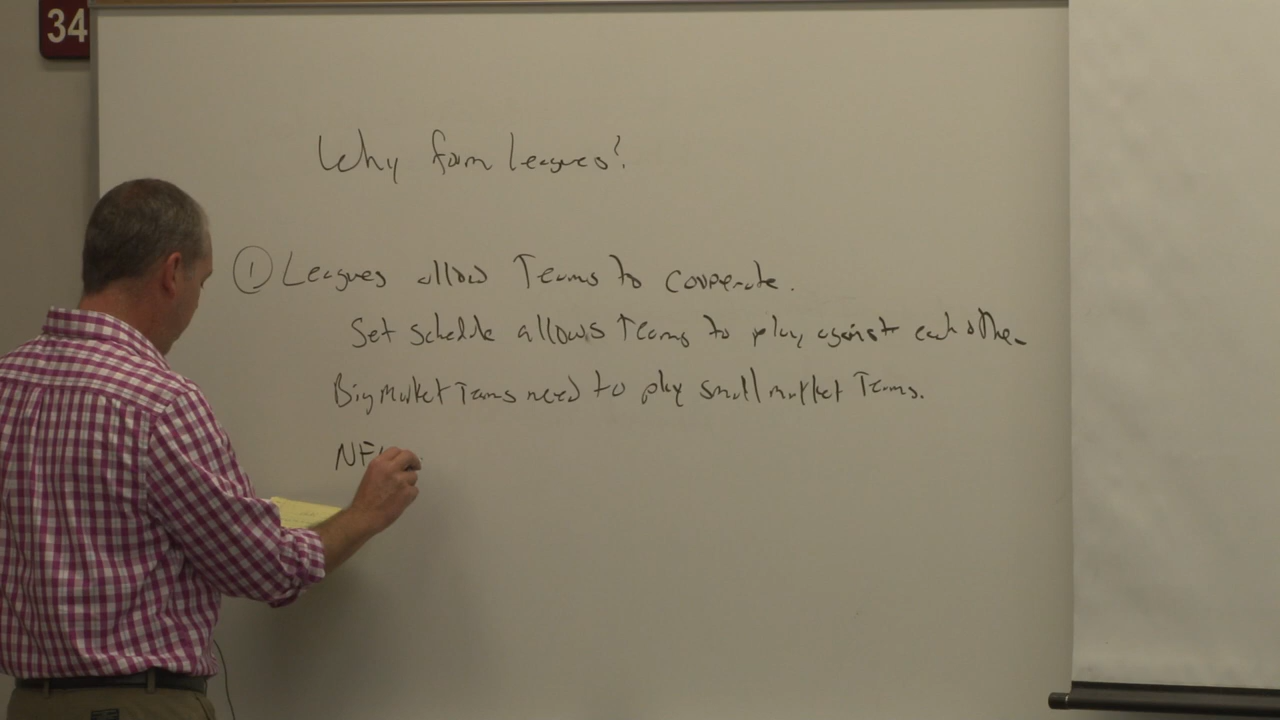 34
Why form leagues?
① Leagues allow Teams to cooperate.
Set schedule allows Teams to play against each other
Big Market Teams need to play small market Teams.
NF